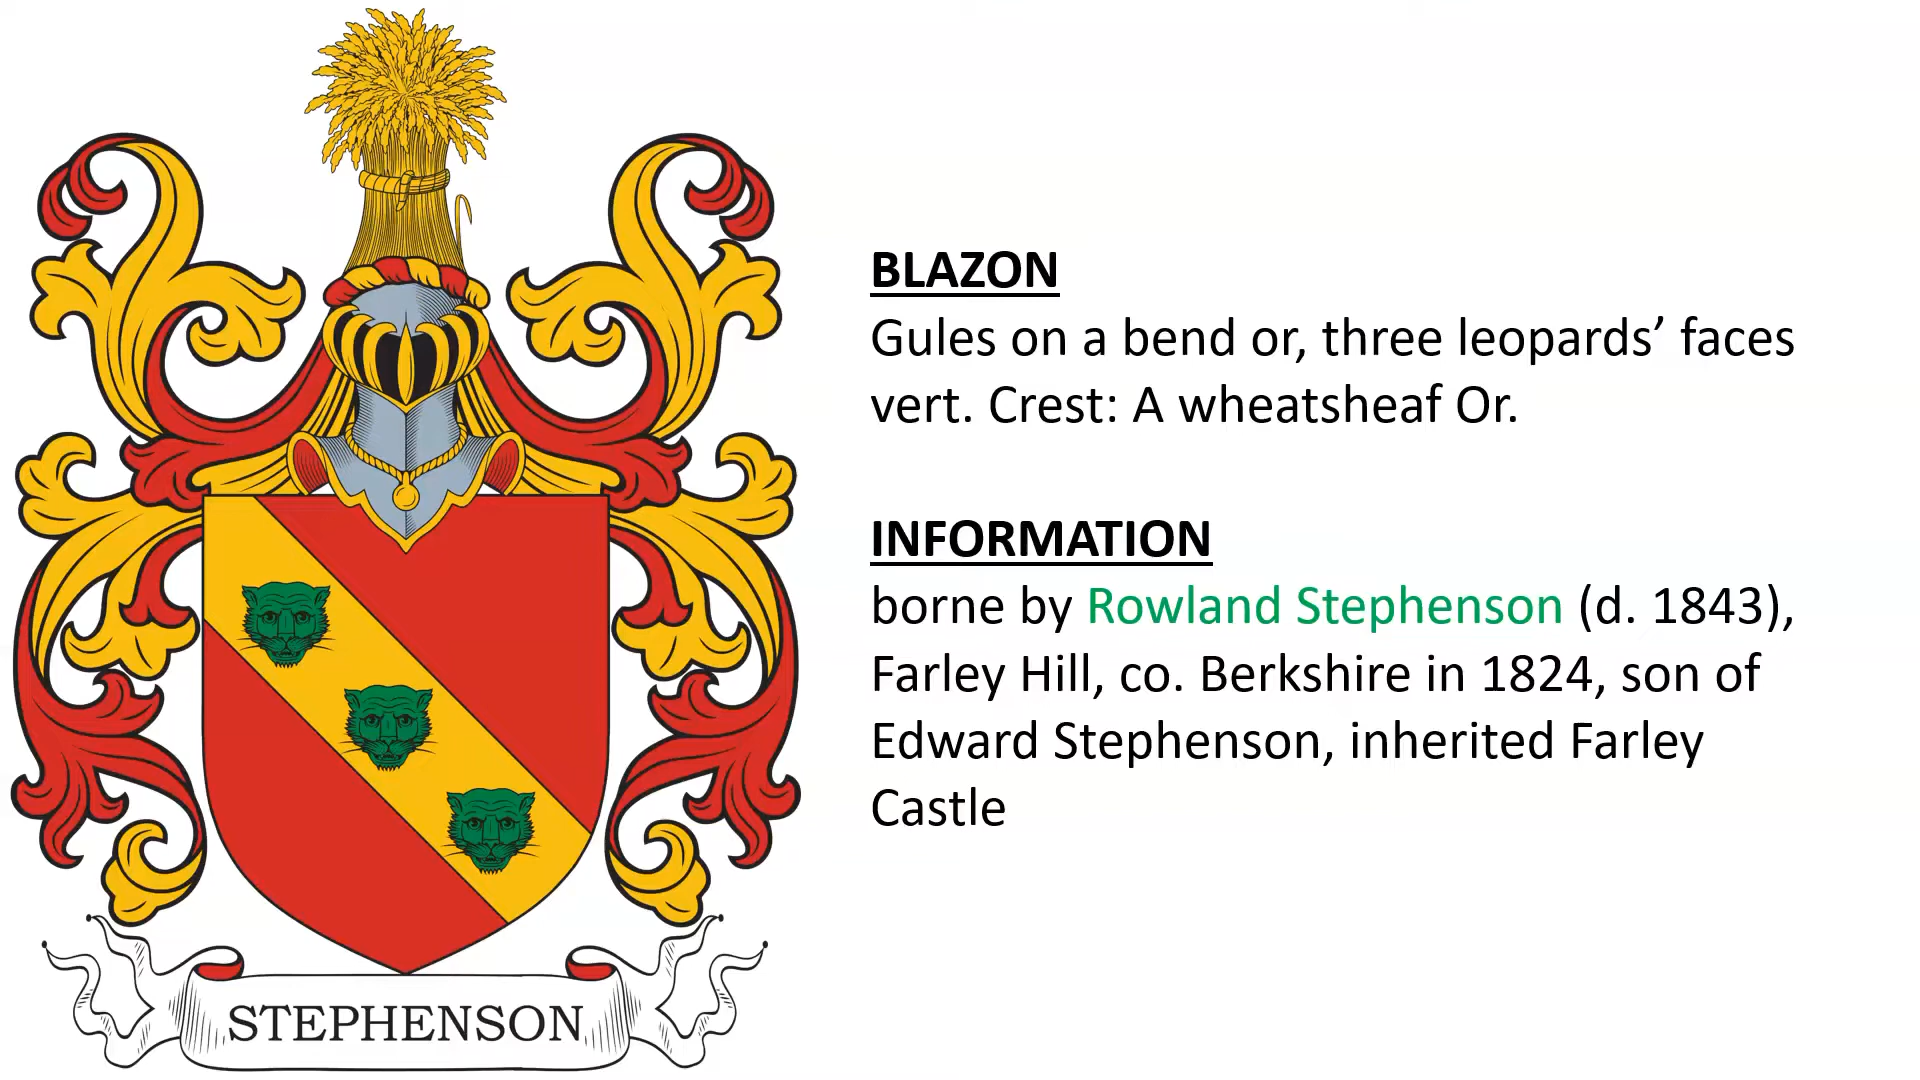 BLAZON
Gules on a bend or, three leopards’ faces
vert. Crest: A wheatsheaf Or.
INFORMATION
borne by Rowland Stephenson (d. 1843),
Farley Hill, co. Berkshire in 1824, son of
Edward Stephenson, inherited Farley
Castle
STEPHENSON